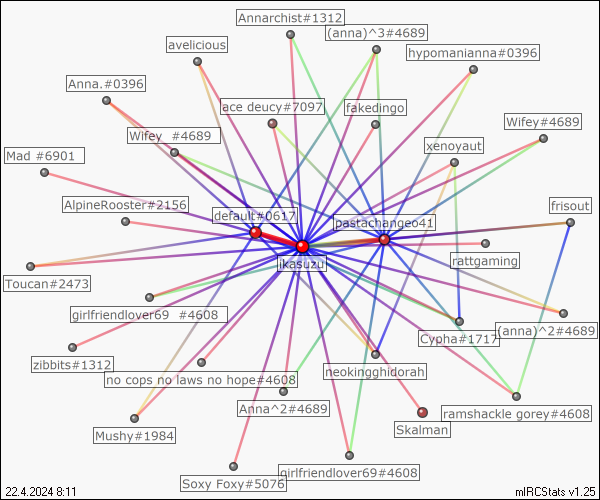 Annarchist#1312
(anna)^3#4689
avelicious
hypomanianna#0396
Anna.#0396
ace deucy#7097
fakedingo
Wifey  #4689
Wifey#4689
xenoyaut
Mad #6901
AlpineRooster#2156
default#0617
pastachangeo41
frisout
ikasuzu
rattgaming
Toucan#2473
girlfriendlover69  #4608
Cypha#1717
(anna)^2#4689
zibbits#1312
no cops no laws no hope#4608
neokingghidorah
Anna^2#4689
ramshackle gorey#4608
Mushy#1984
Skalman
Soxy Foxy#5076
girlfriendlover69#4608
22.4.2024 8:11
mIRCStats v1.25